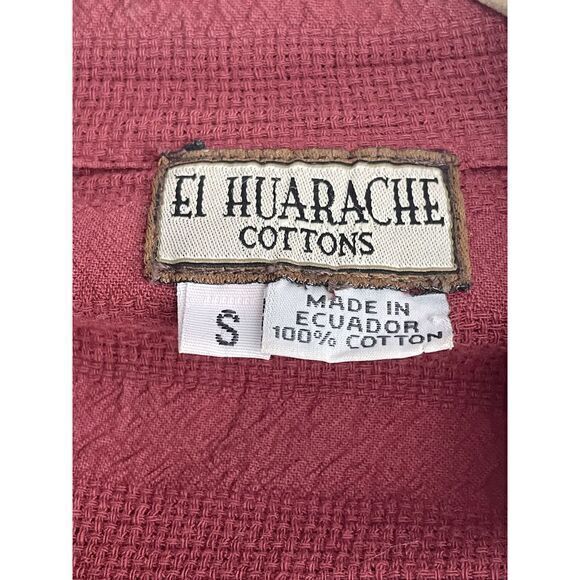 El HUARACHE
COTTONS
S
MADE IN
ECUADOR
100% COTTON